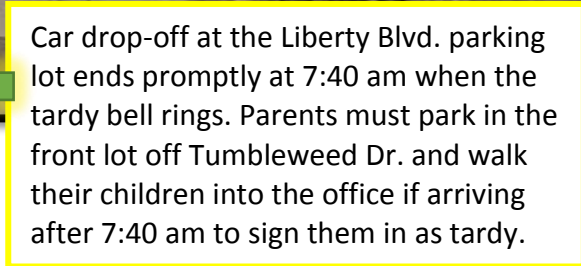 Car drop-off at the Liberty Blvd. parking
lot ends promptly at 7:40 am when the
tardy bell rings. Parents must park in the
front lot off Tumbleweed Dr. and walk
their children into the office if arriving
after 7:40 am to sign them in as tardy.